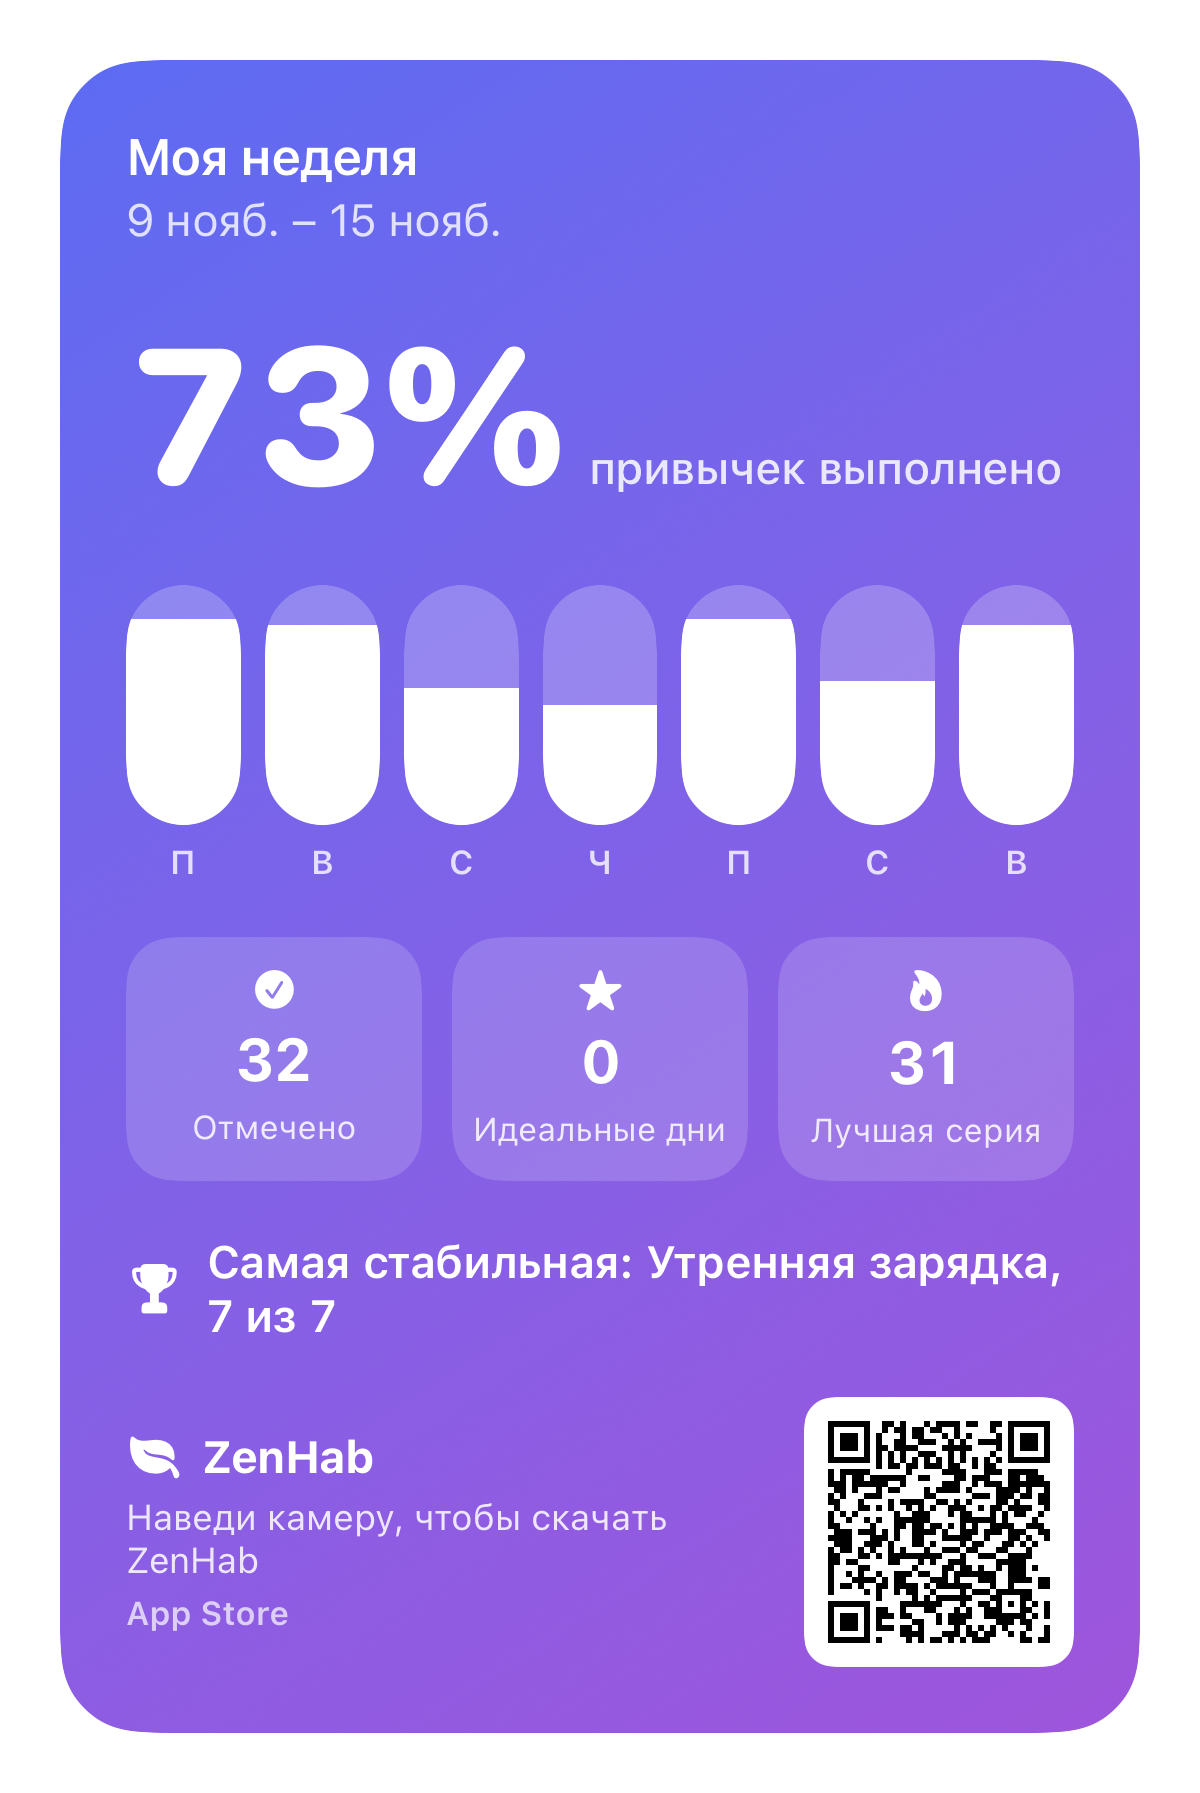 Моя неделя
9 нояб. – 15 нояб.
73% привычек выполнено
п в с ч п с в
32 0 31
Отмечено Идеальные дни Лучшая серия
Самая стабильная: Утренняя зарядка,
7 из 7
ZenHab
Наведи камеру, чтобы скачать
ZenHab
App Store